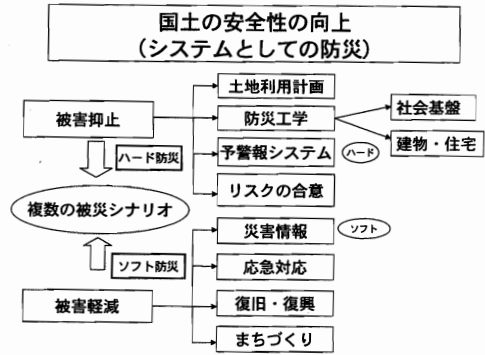 国土の安全性の向上
（システムとしての防災）
土地利用計画
被害抑止
防災工学
社会基盤
建物・住宅
ハード防災
予警報システム
ハード
リスクの合意
複数の被災シナリオ
災害情報
ソフト
ソフト防災
応急対応
被害軽減
復旧・復興
まちづくり